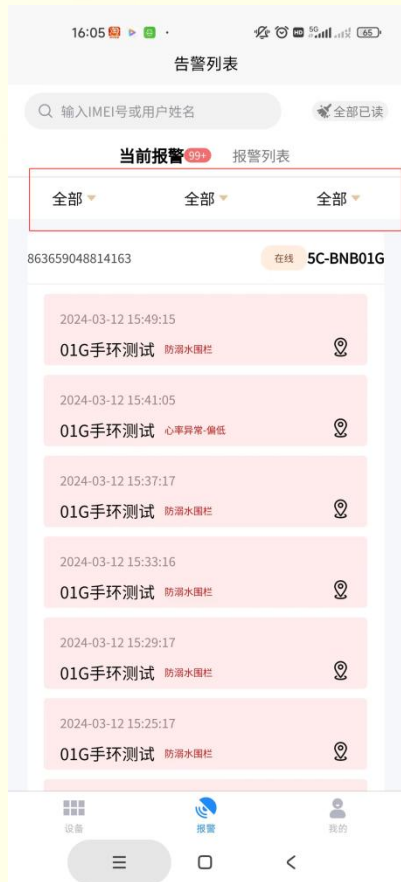 16:05 5G 65
告警列表
输入IMEI号或用户姓名 全部已读
当前报警 99+ 报警列表
全部 全部 全部
863659048814163 在线 5C-BNB01G
2024-03-12 15:49:15
01G手环测试 防溺水围栏
2024-03-12 15:41:05
01G手环测试 心率异常-偏低
2024-03-12 15:37:17
01G手环测试 防溺水围栏
2024-03-12 15:33:16
01G手环测试 防溺水围栏
2024-03-12 15:29:17
01G手环测试 防溺水围栏
2024-03-12 15:25:17
01G手环测试 防溺水围栏
设备 报警 我的